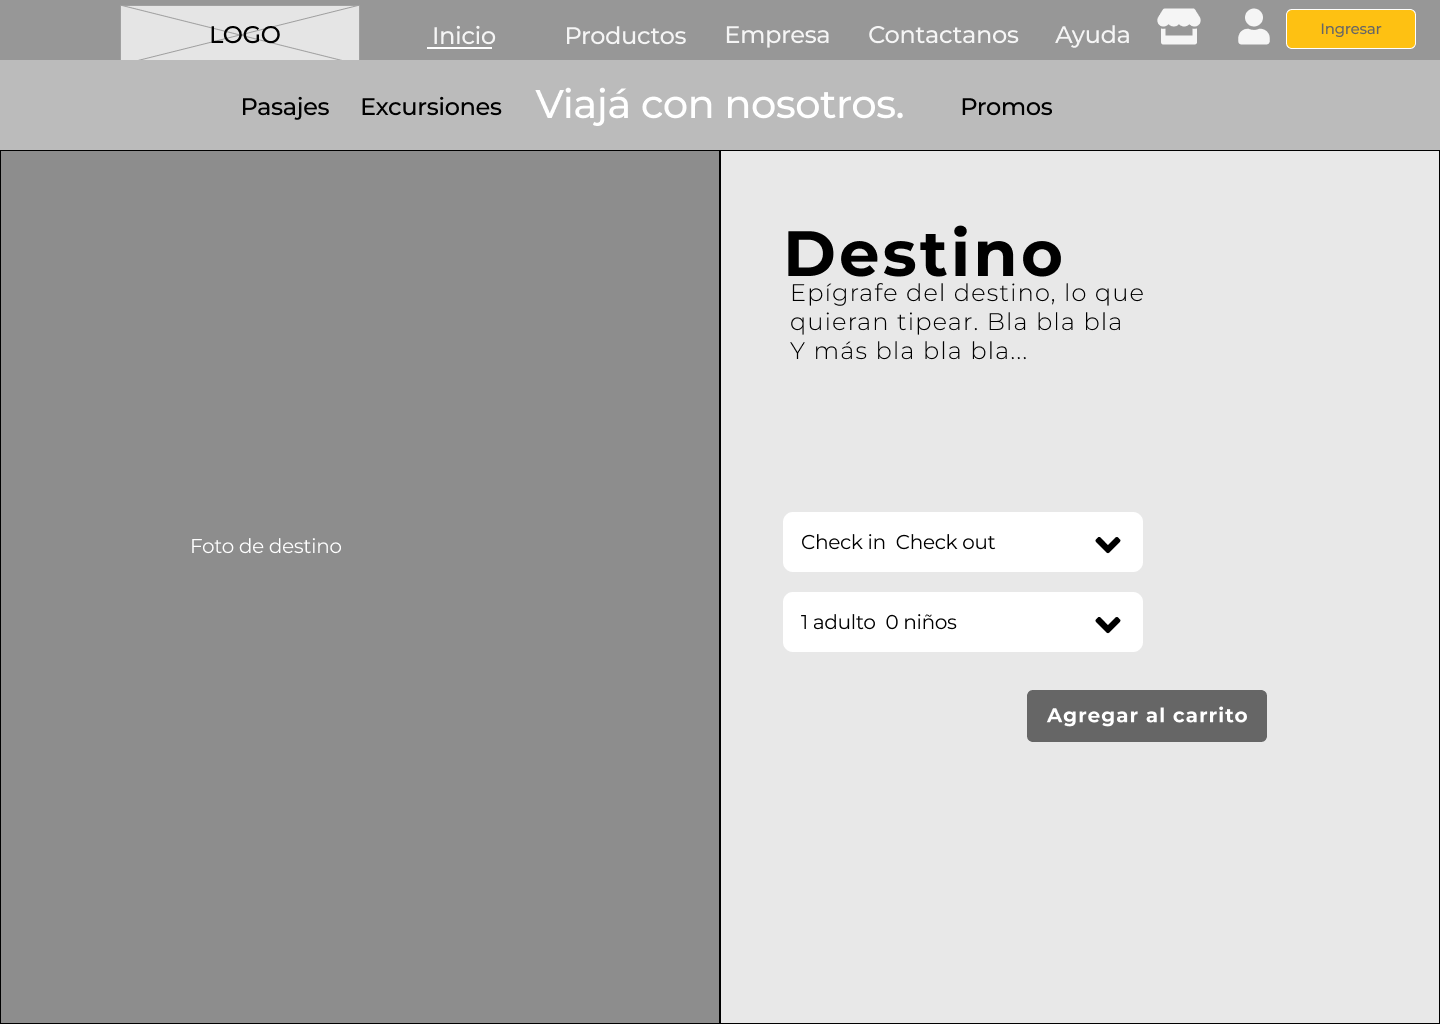 LOGO
Inicio
Productos
Empresa
Contactanos
Ayuda
Ingresar
Pasajes
Excursiones
Viajá con nosotros.
Promos
Foto de destino
Destino
Epígrafe del destino, lo que
quieran tipear. Bla bla bla
Y más bla bla bla...
Check in  Check out
1 adulto  0 niños
Agregar al carrito